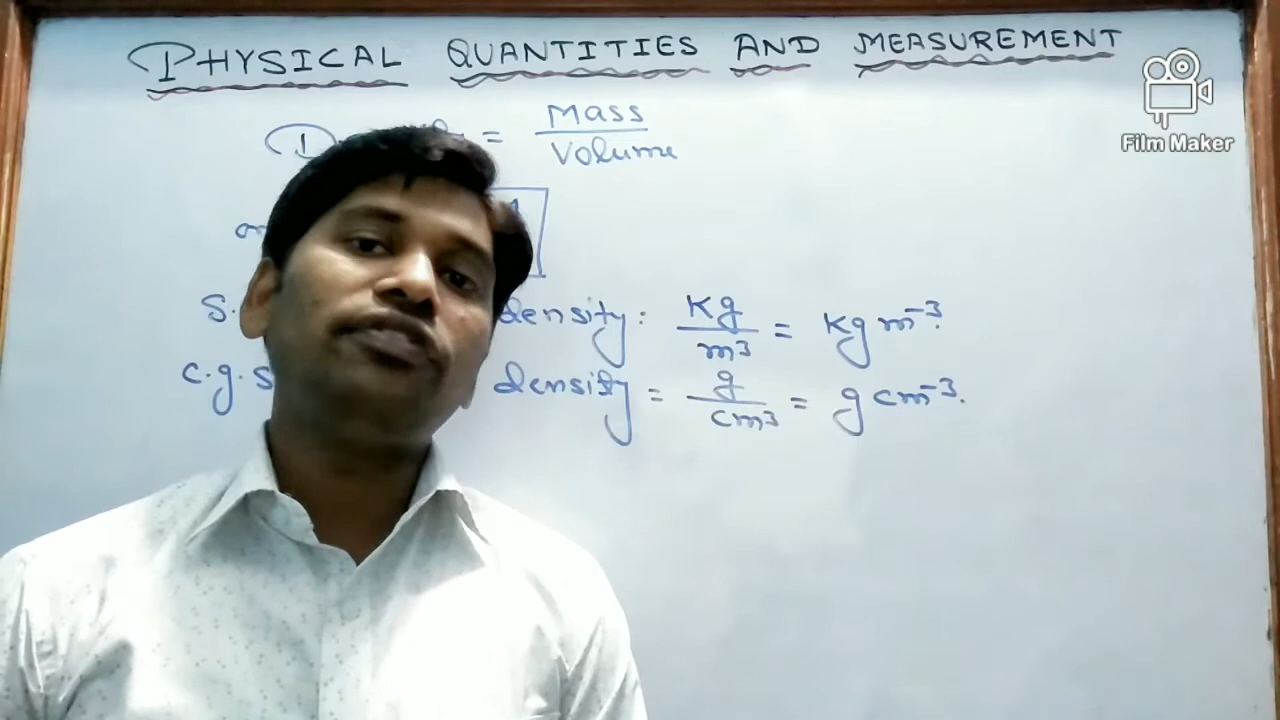 PHYSICAL QUANTITIES AND MEASUREMENT
Film Maker
= Mass / Volume
density: Kg/m³ = Kg m⁻³.
c.g.s density = g/cm³ = g cm⁻³.